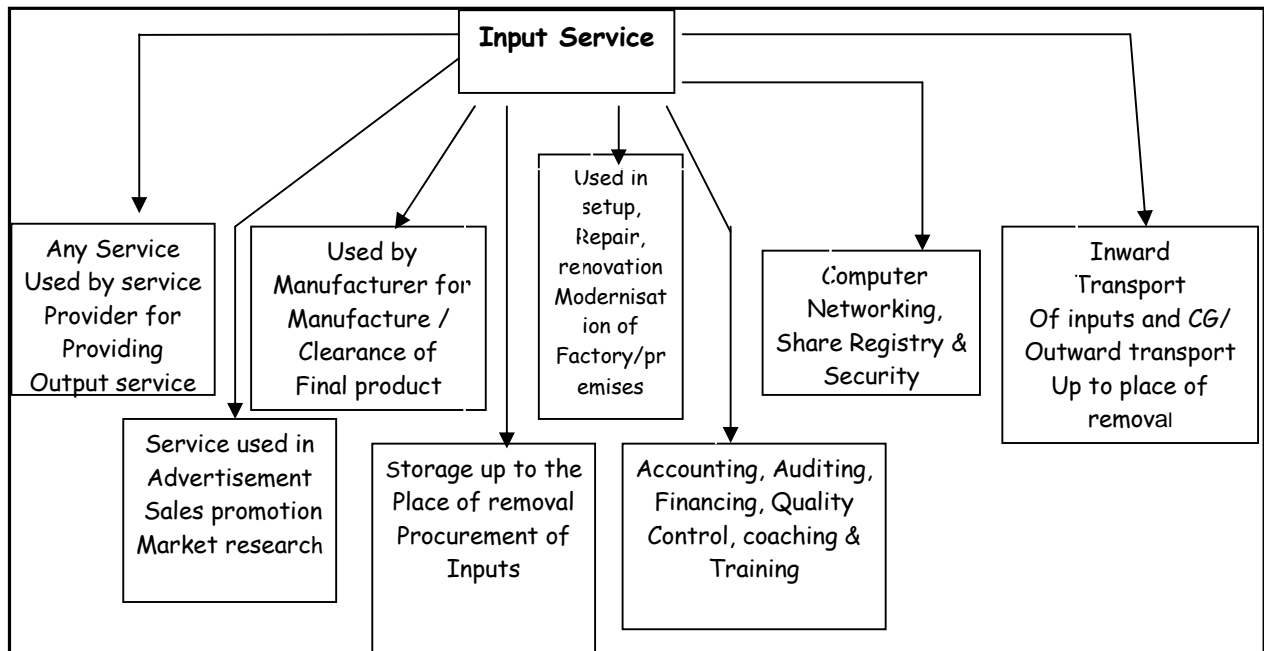 Input Service
Any Service
Used by service
Provider for
Providing
Output service
Service used in
Advertisement
Sales promotion
Market research
Used by
Manufacturer for
Manufacture /
Clearance of
Final product
Storage up to the
Place of removal
Procurement of
Inputs
Used in
setup,
Repair,
renovation
Modernisat
ion of
Factory/pr
emises
Accounting, Auditing,
Financing, Quality
Control, coaching &
Training
Computer
Networking,
Share Registry &
Security
Inward
Transport
Of inputs and CG/
Outward transport
Up to place of
removal